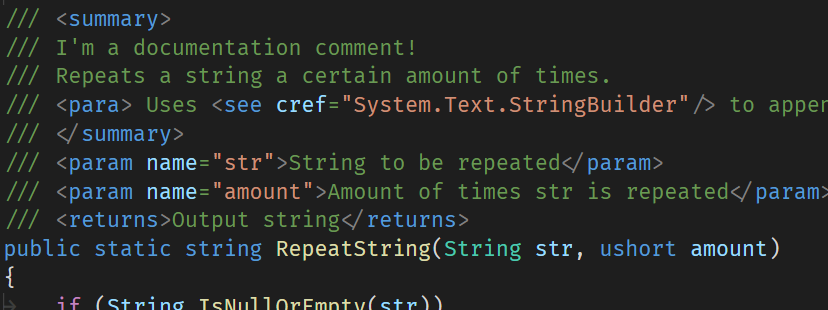 /// <summary>
/// I'm a documentation comment!
/// Repeats a string a certain amount of times.
/// <para> Uses <see cref="System.Text.StringBuilder"/> to appen
/// </summary>
/// <param name="str">String to be repeated</param>
/// <param name="amount">Amount of times str is repeated</param>
/// <returns>Output string</returns>
public static string RepeatString(String str, ushort amount)
{
if (String.IsNullOrEmpty(str))